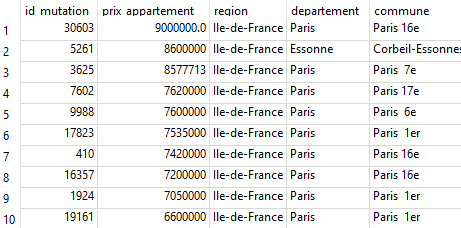 id_mutation prix_appartement region departement commune
1 30603 9000000.0 Ile-de-France Paris Paris 16e
2 5261 8600000 Ile-de-France Essonne Corbeil-Essonnes
3 3625 8577713 Ile-de-France Paris Paris 7e
4 7602 7620000 Ile-de-France Paris Paris 17e
5 9988 7600000 Ile-de-France Paris Paris 6e
6 17823 7535000 Ile-de-France Paris Paris 1er
7 410 7420000 Ile-de-France Paris Paris 16e
8 16357 7200000 Ile-de-France Paris Paris 16e
9 1924 7050000 Ile-de-France Paris Paris 1er
10 19161 6600000 Ile-de-France Paris Paris 1er